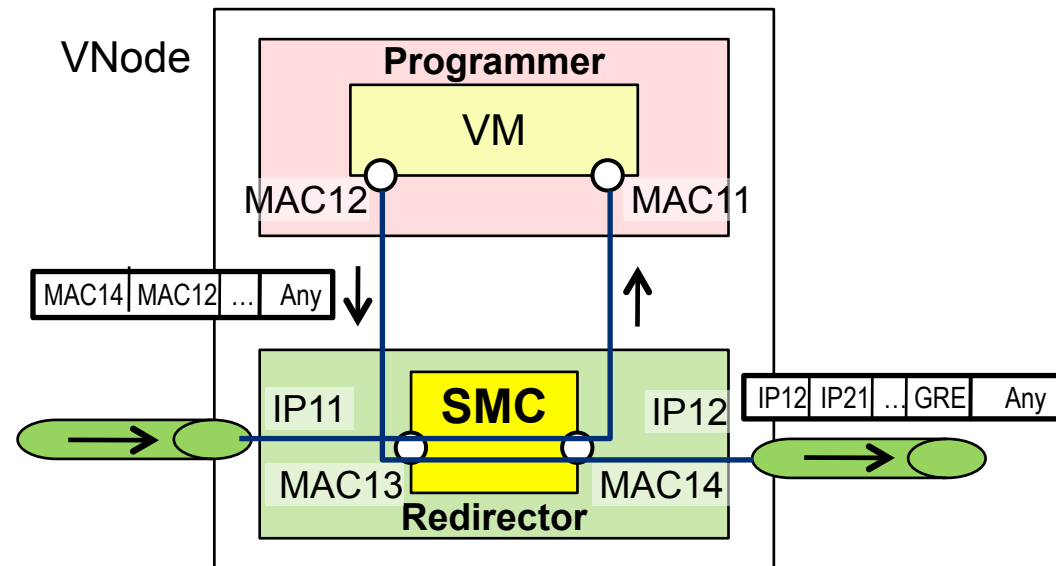 VNode
Programmer
VM
MAC12
MAC11
MAC14 MAC12 … Any
IP11
SMC
IP12
IP12 IP21 … GRE Any
MAC13
MAC14
Redirector